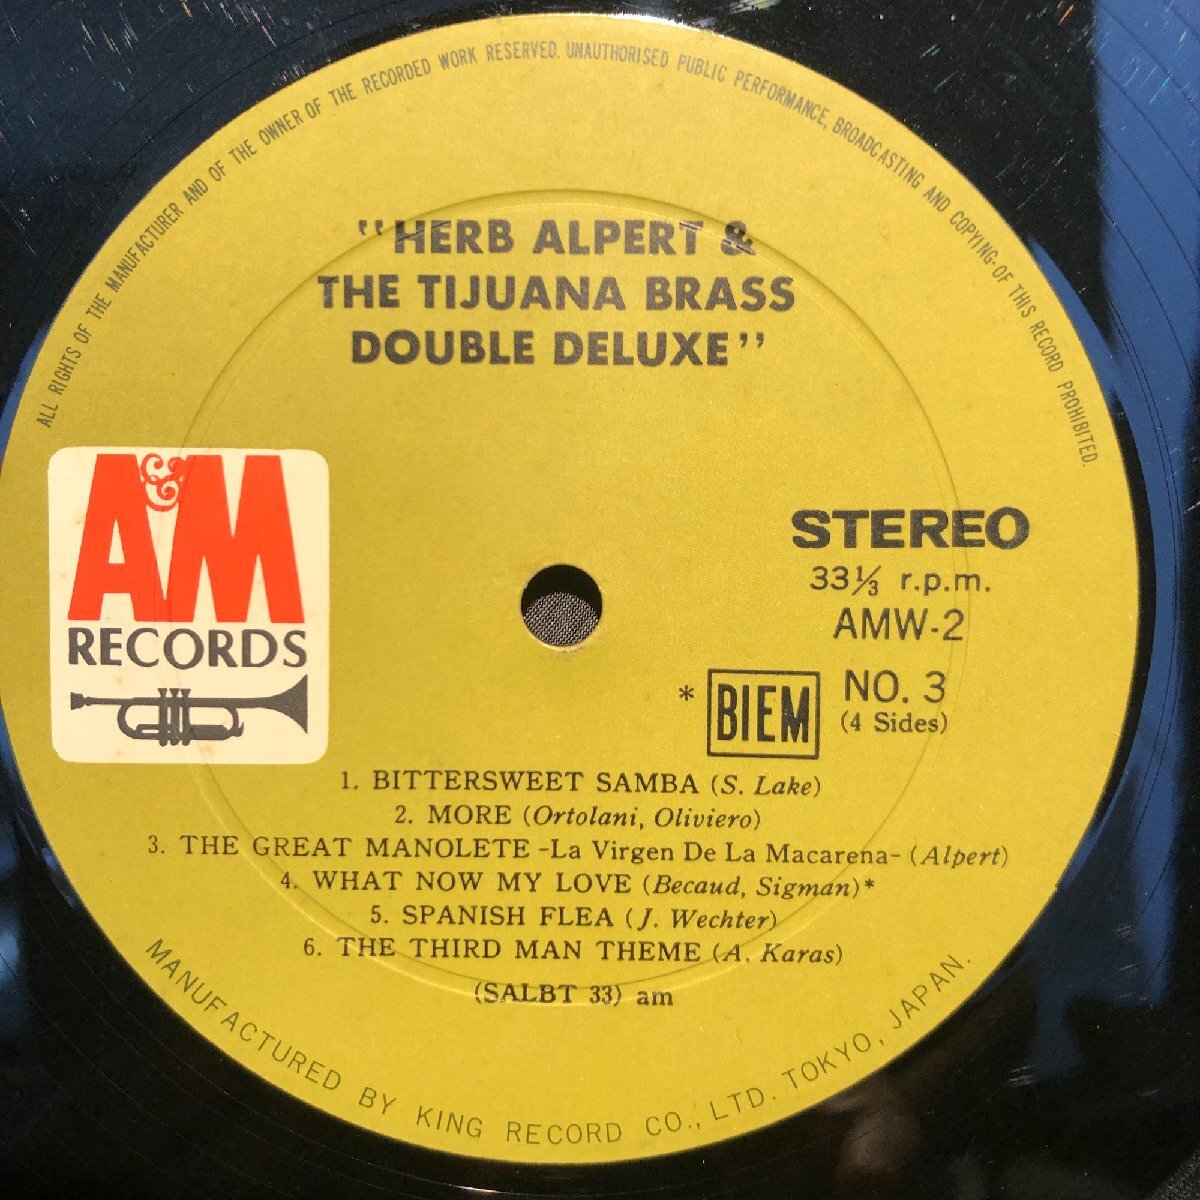 ALL RIGHTS OF THE MANUFACTURER AND OF THE OWNER OF THE RECORDED WORK RESERVED. UNAUTHORISED PUBLIC PERFORMANCE, BROADCASTING AND COPYING OF THIS RECORD PROHIBITED.
"HERB ALPERT &
THE TIJUANA BRASS
DOUBLE DELUXE"
A&M
RECORDS
STEREO
33⅓ r.p.m.
AMW-2
* BIEM NO. 3
(4 Sides)
1. BITTERSWEET SAMBA (S. Lake)
2. MORE (Ortolani, Oliviero)
3. THE GREAT MANOLETE -La Virgen De La Macarena- (Alpert)
4. WHAT NOW MY LOVE (Becaud, Sigman)*
5. SPANISH FLEA (J. Wechter)
6. THE THIRD MAN THEME (A. Karas)
(SALBT 33) am
MANUFACTURED BY KING RECORD CO., LTD. TOKYO, JAPAN.